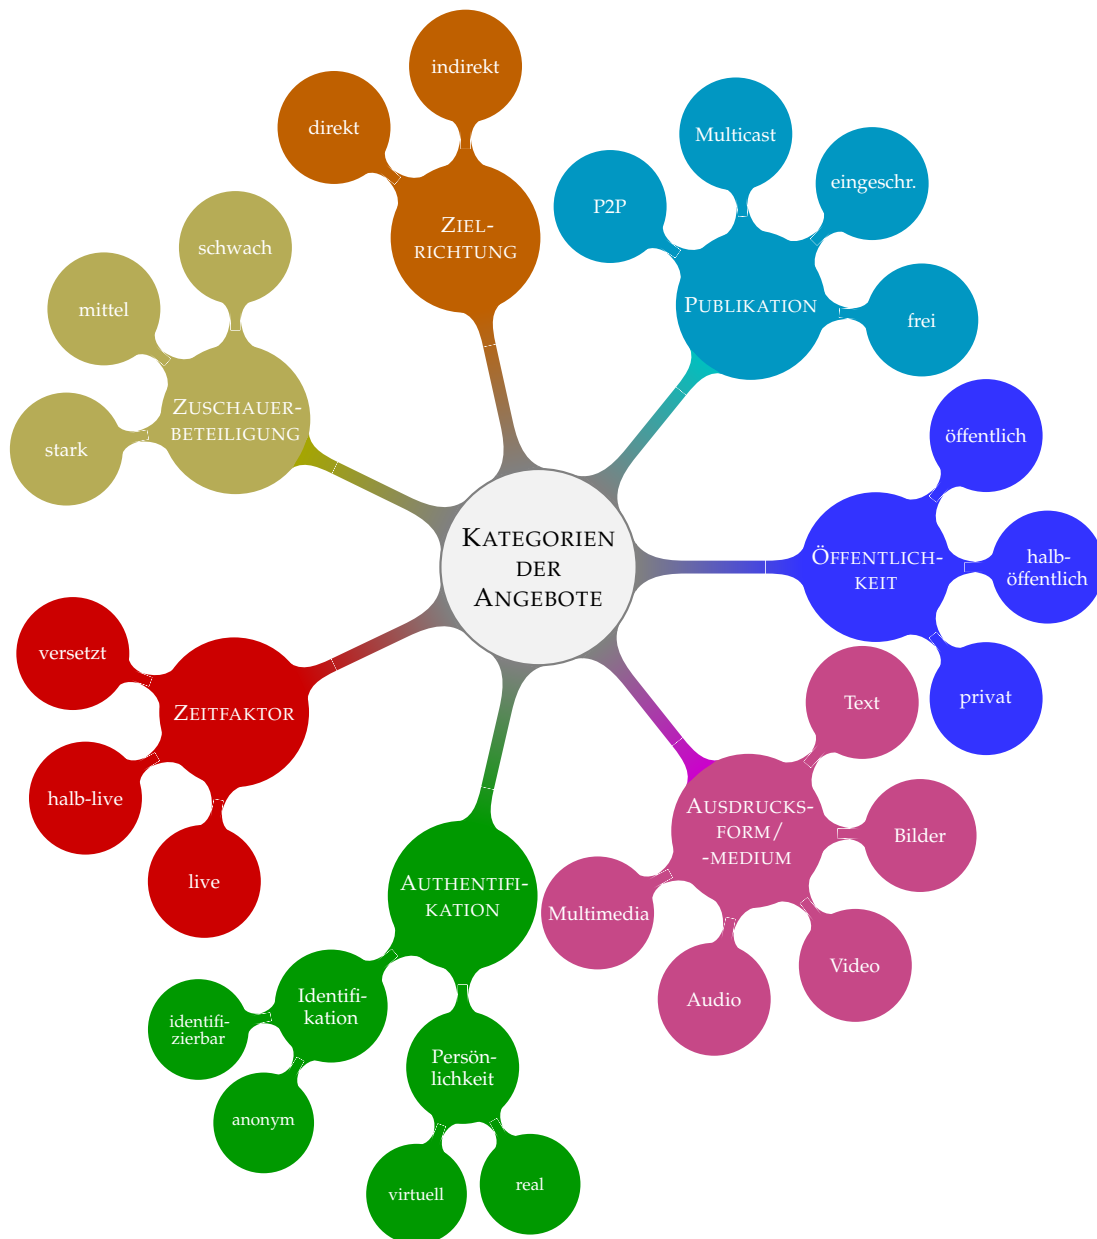 KATEGORIEN
DER
ANGEBOTE
ZIEL-
RICHTUNG
direkt
indirekt
PUBLIKATION
P2P
Multicast
eingeschr.
frei
ÖFFENTLICH-
KEIT
öffentlich
halb-
öffentlich
privat
AUSDRUCKS-
FORM/
-MEDIUM
Text
Bilder
Video
Audio
Multimedia
AUTHENTIFI-
KATION
Identifi-
kation
identifi-
zierbar
anonym
Persön-
lichkeit
virtuell
real
ZEITFAKTOR
versetzt
halb-live
live
ZUSCHAUER-
BETEILIGUNG
schwach
mittel
stark